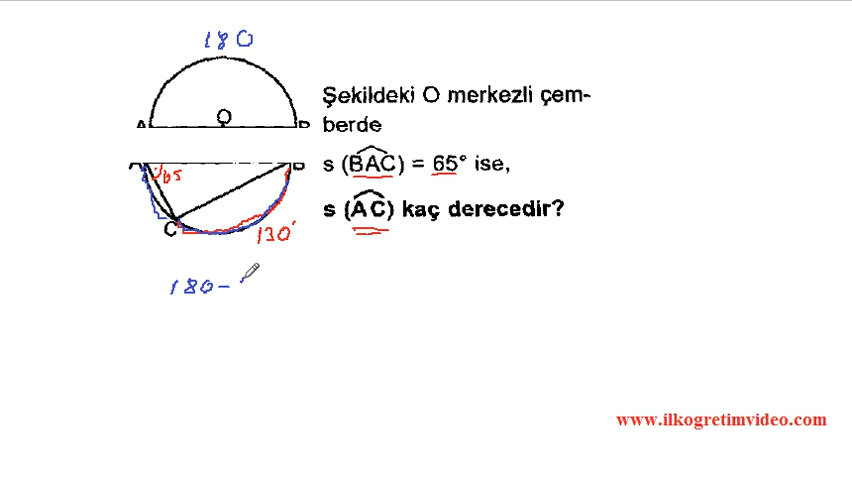 180
O
A B
Şekildeki O merkezli çem-
berde
A B
65
s (BAC) = 65° ise,
s (AC) kaç derecedir?
C
130°
180-
www.ilkogretimvideo.com